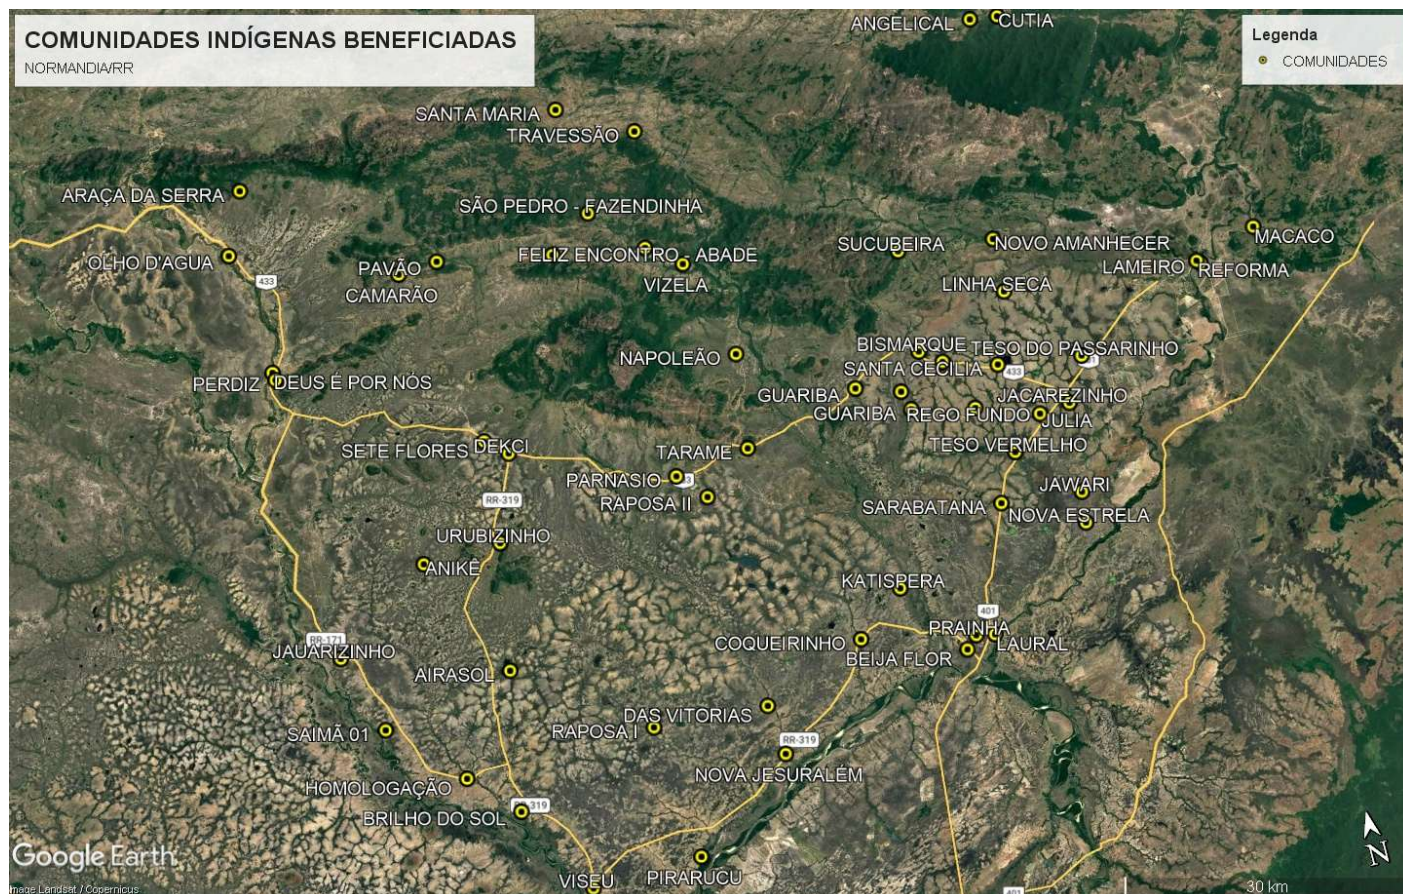 COMUNIDADES INDÍGENAS BENEFICIADAS
NORMANDIA/RR
Legenda
COMUNIDADES
ANGELICAL
CUTIA
SANTA MARIA
TRAVESSÃO
ARAÇA DA SERRA
SÃO PEDRO - FAZENDINHA
OLHO D'AGUA
433
PAVÃO
CAMARÃO
FELIZ ENCONTRO - ABADE
VIZELA
SUCUBEIRA
NOVO AMANHECER
MACACO
LAMEIRO
REFORMA
LINHA SECA
NAPOLEÃO
BISMARQUE
TESO DO PASSARINHO
SANTA CECILIA
433
PERDIZ
DEUS É POR NÓS
GUARIBA
JACAREZINHO
GUARIBA
REGO FUNDO
JULIA
SETE FLORES
DEKCI
TARAME
TESO VERMELHO
PARNASIO
RAPOSA II
RR-319
JAWARI
SARABATANA
NOVA ESTRELA
URUBIZINHO
ANIKÊ
KATISPERA
401
RR-171
JAUARIZINHO
PRAINHA
COQUEIRINHO
LAURAL
BEIJA FLOR
AIRASOL
DAS VITORIAS
RAPOSA I
SAIMÃ 01
RR-319
NOVA JESURALÉM
HOMOLOGAÇÃO
RR-319
BRILHO DO SOL
VISEU
PIRARUCU
401
Google Earth
Image Landsat / Copernicus
30 km
N